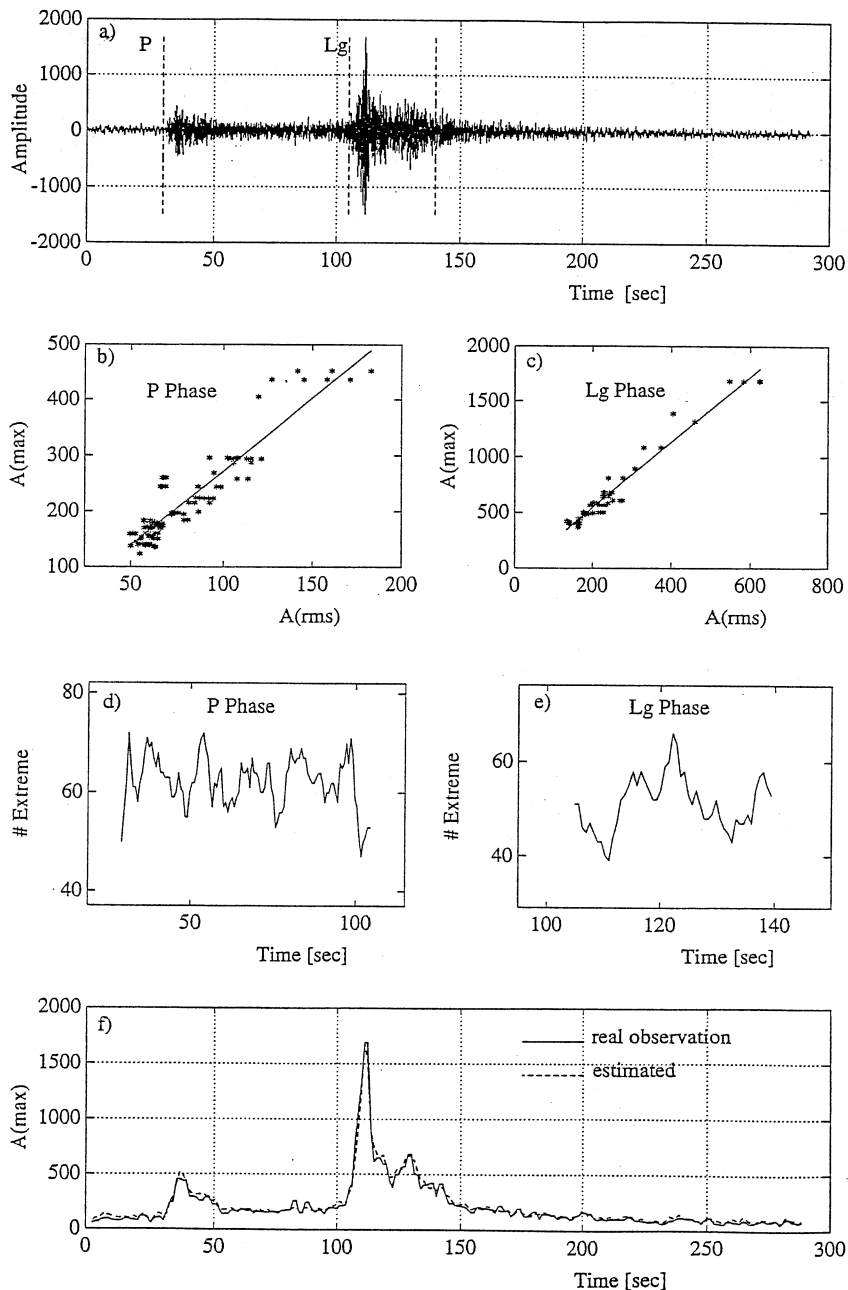 2000
a)
P
Lg
1000
0
-1000
-2000
Amplitude
0
50
100
150
200
250
300
Time [sec]
500
b)
P Phase
400
300
200
100
A(max)
50
100
150
200
A(rms)
2000
c)
Lg Phase
1500
1000
500
0
A(max)
0
200
400
600
800
A(rms)
80
d)
P Phase
60
40
# Extreme
50
100
Time [sec]
e)
Lg Phase
60
40
# Extreme
100
120
140
Time [sec]
2000
f)
real observation
estimated
1500
1000
500
0
A(max)
0
50
100
150
200
250
300
Time [sec]